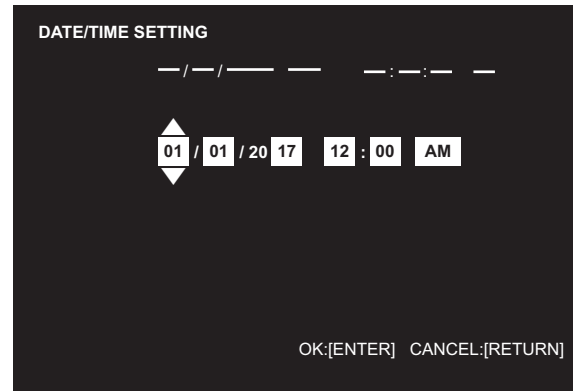 DATE/TIME SETTING
—/—/—— —— —:—:— —
01 / 01 / 20 17 12 : 00 AM
OK:[ENTER] CANCEL:[RETURN]